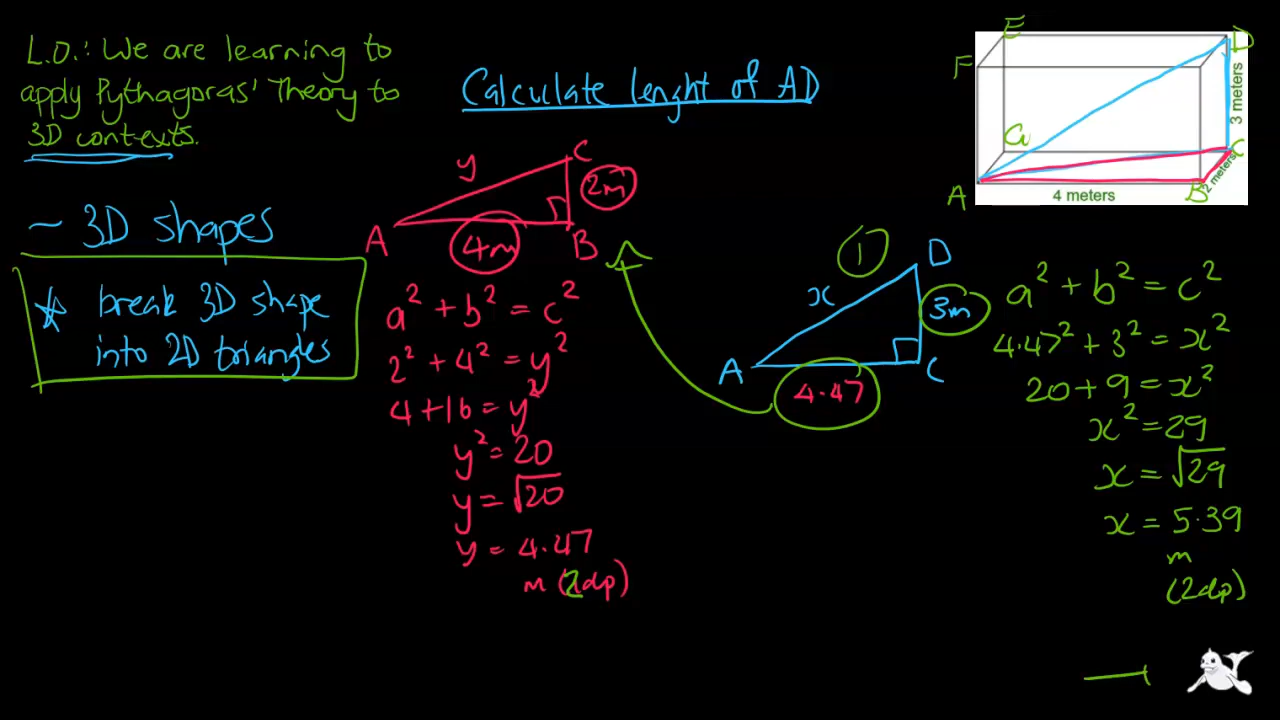 L.O.: We are learning to
apply Pythagoras' Theory to
3D contexts.
~ 3D shapes
* break 3D shape
into 2D triangles
Calculate lenght of AD
y
C
2m
A
4m
B
a² + b² = c²
2² + 4² = y²
4 + 16 = y²
y² = 20
y = √20
y = 4.47
m (2dp)
1
D
x
3m
A
4.47
C
E
D
F
3 meters
G
C
A
B
2 meters
4 meters
a² + b² = c²
4.47² + 3² = x²
20 + 9 = x²
x² = 29
x = √29
x = 5.39
m
(2dp)